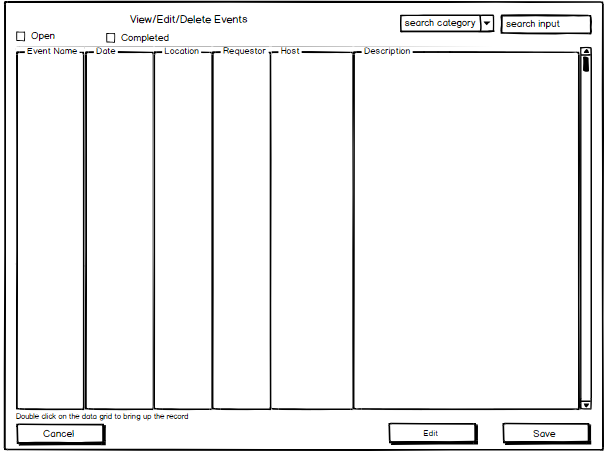 View/Edit/Delete Events
search category
search input
Open
Completed
Event Name
Date
Location
Requestor
Host
Description
Double click on the data grid to bring up the record
Cancel
Edit
Save